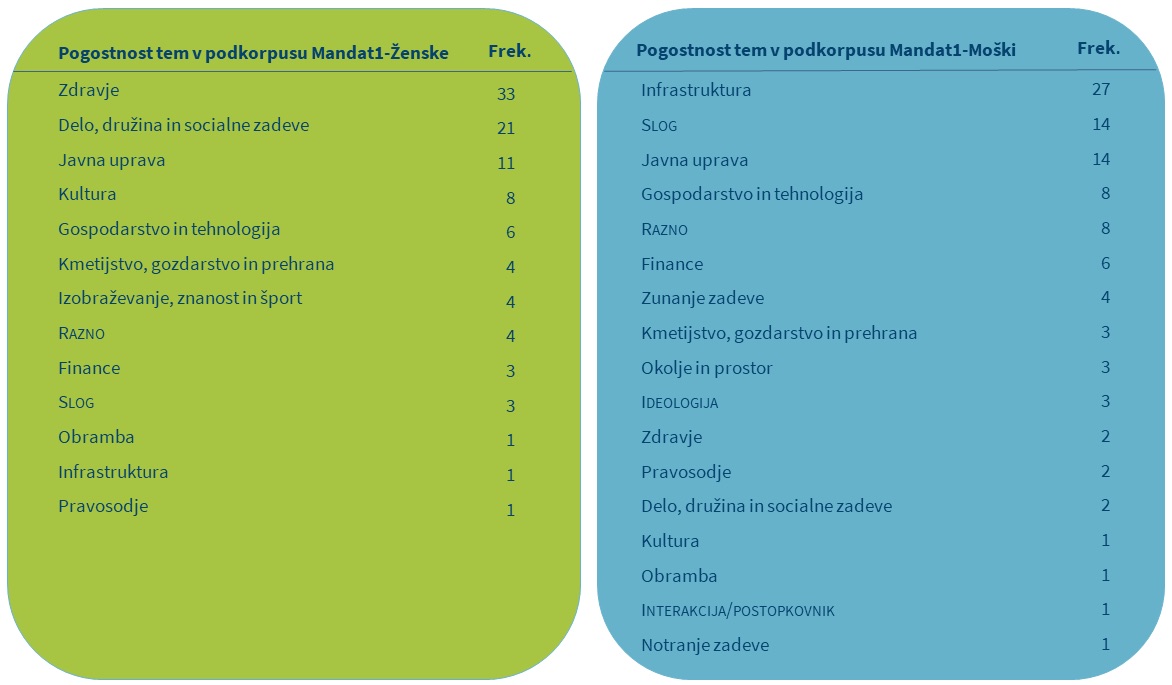 Pogostnost tem v podkorpusu Mandat1-Ženske Frek.
Zdravje 33
Delo, družina in socialne zadeve 21
Javna uprava 11
Kultura 8
Gospodarstvo in tehnologija 6
Kmetijstvo, gozdarstvo in prehrana 4
Izobraževanje, znanost in šport 4
RAZNO 4
Finance 3
SLOG 3
Obramba 1
Infrastruktura 1
Pravosodje 1
Pogostnost tem v podkorpusu Mandat1-Moški Frek.
Infrastruktura 27
SLOG 14
Javna uprava 14
Gospodarstvo in tehnologija 8
RAZNO 8
Finance 6
Zunanje zadeve 4
Kmetijstvo, gozdarstvo in prehrana 3
Okolje in prostor 3
IDEOLOGIJA 3
Zdravje 2
Pravosodje 2
Delo, družina in socialne zadeve 2
Kultura 1
Obramba 1
INTERAKCIJA/POSTOPKOVNIK 1
Notranje zadeve 1